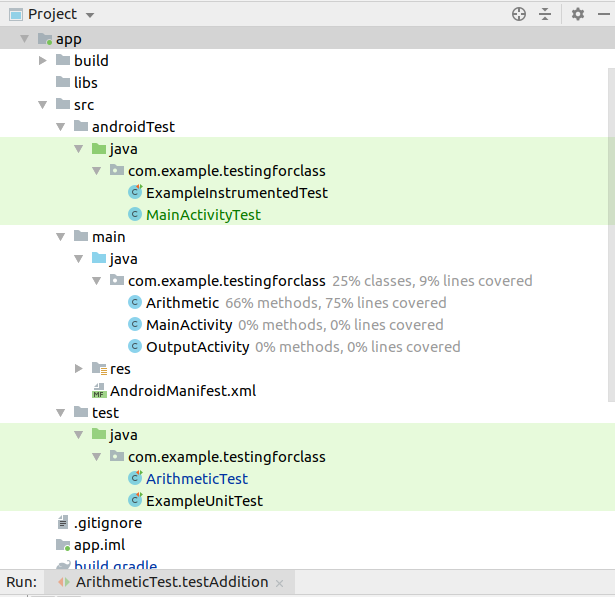 Project
app
build
libs
src
androidTest
java
com.example.testingforclass
ExampleInstrumentedTest
MainActivityTest
main
java
com.example.testingforclass 25% classes, 9% lines covered
Arithmetic 66% methods, 75% lines covered
MainActivity 0% methods, 0% lines covered
OutputActivity 0% methods, 0% lines covered
res
MF AndroidManifest.xml
test
java
com.example.testingforclass
ArithmeticTest
ExampleUnitTest
.gitignore
app.iml
build.gradle
Run: ArithmeticTest.testAddition